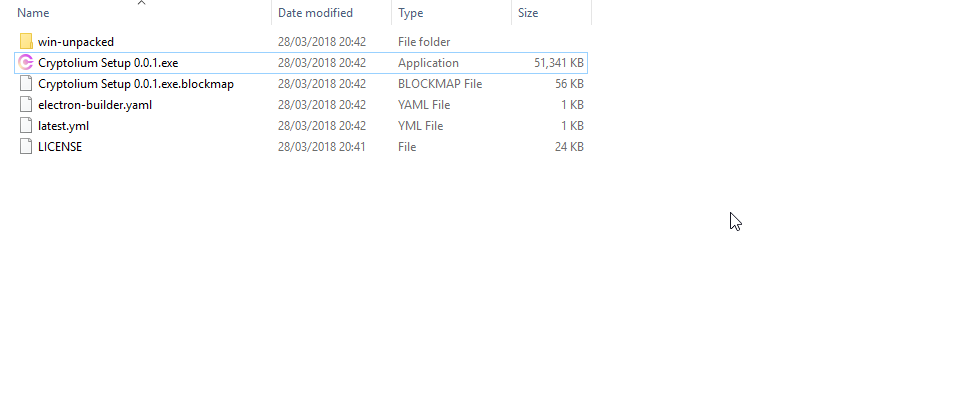 Name Date modified Type Size
win-unpacked 28/03/2018 20:42 File folder
Cryptolium Setup 0.0.1.exe 28/03/2018 20:42 Application 51,341 KB
Cryptolium Setup 0.0.1.exe.blockmap 28/03/2018 20:42 BLOCKMAP File 56 KB
electron-builder.yaml 28/03/2018 20:42 YAML File 1 KB
latest.yml 28/03/2018 20:42 YML File 1 KB
LICENSE 28/03/2018 20:41 File 24 KB